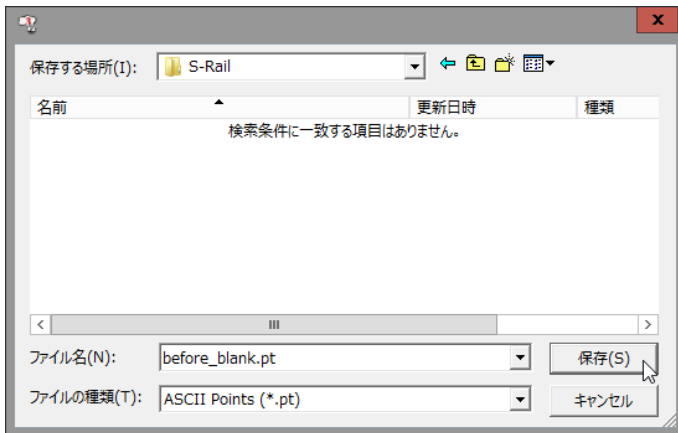 x
保存する場所(I): S-Rail
名前 更新日時 種類
検索条件に一致する項目はありません。
ファイル名(N): before_blank.pt 保存(S)
ファイルの種類(T): ASCII Points (*.pt) キャンセル